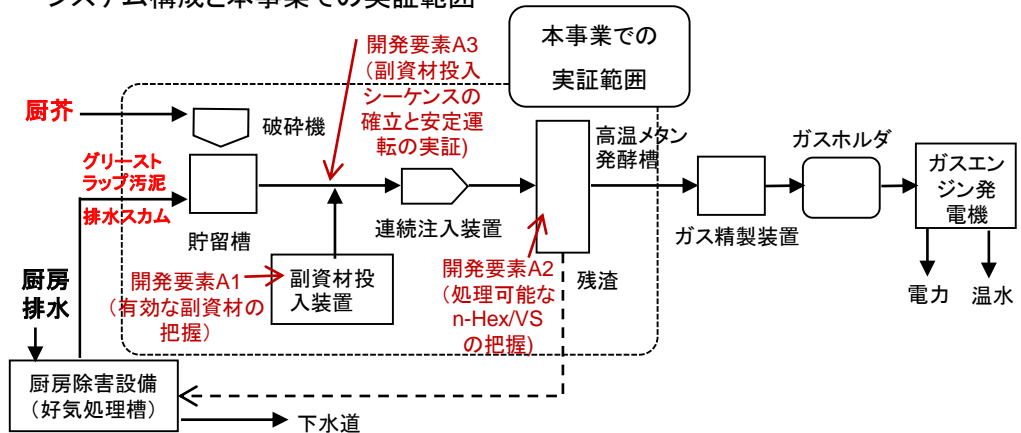 システム構成と本事業での実証範囲
本事業での
実証範囲
開発要素A3
（副資材投入
シーケンスの
確立と安定運
転の実証)
厨芥
破砕機
グリースト
ラップ汚泥
排水スカム
貯留槽
連続注入装置
高温メタン
発酵槽
ガス精製装置
ガスホルダ
ガスエン
ジン発
電機
電力
温水
開発要素A1
（有効な副資材の
把握）
副資材投
入装置
開発要素A2
（処理可能な
n-Hex/VS
の把握)
残渣
厨房
排水
厨房除害設備
（好気処理槽）
下水道